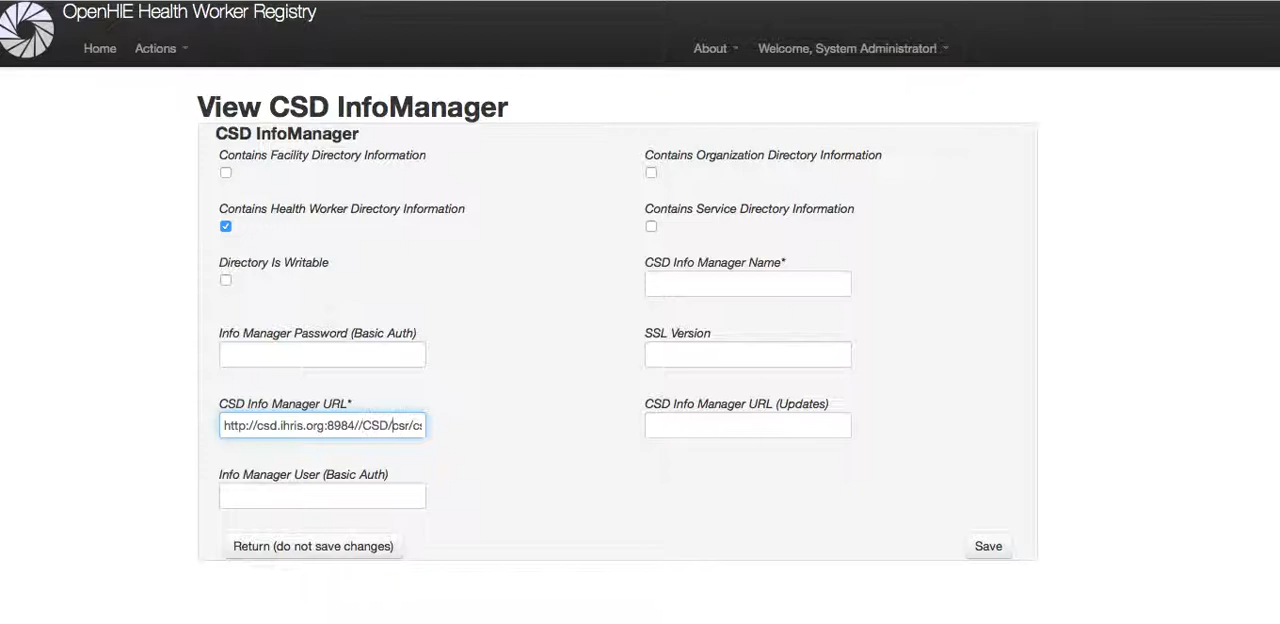 OpenHIE Health Worker Registry
Home Actions About Welcome, System Administrator!
View CSD InfoManager
CSD InfoManager
Contains Facility Directory Information Contains Organization Directory Information
Contains Health Worker Directory Information Contains Service Directory Information
Directory Is Writable CSD Info Manager Name*
Info Manager Password (Basic Auth) SSL Version
CSD Info Manager URL* CSD Info Manager URL (Updates)
http://csd.ihris.org:8984//CSD/csr/cs
Info Manager User (Basic Auth)
Return (do not save changes) Save